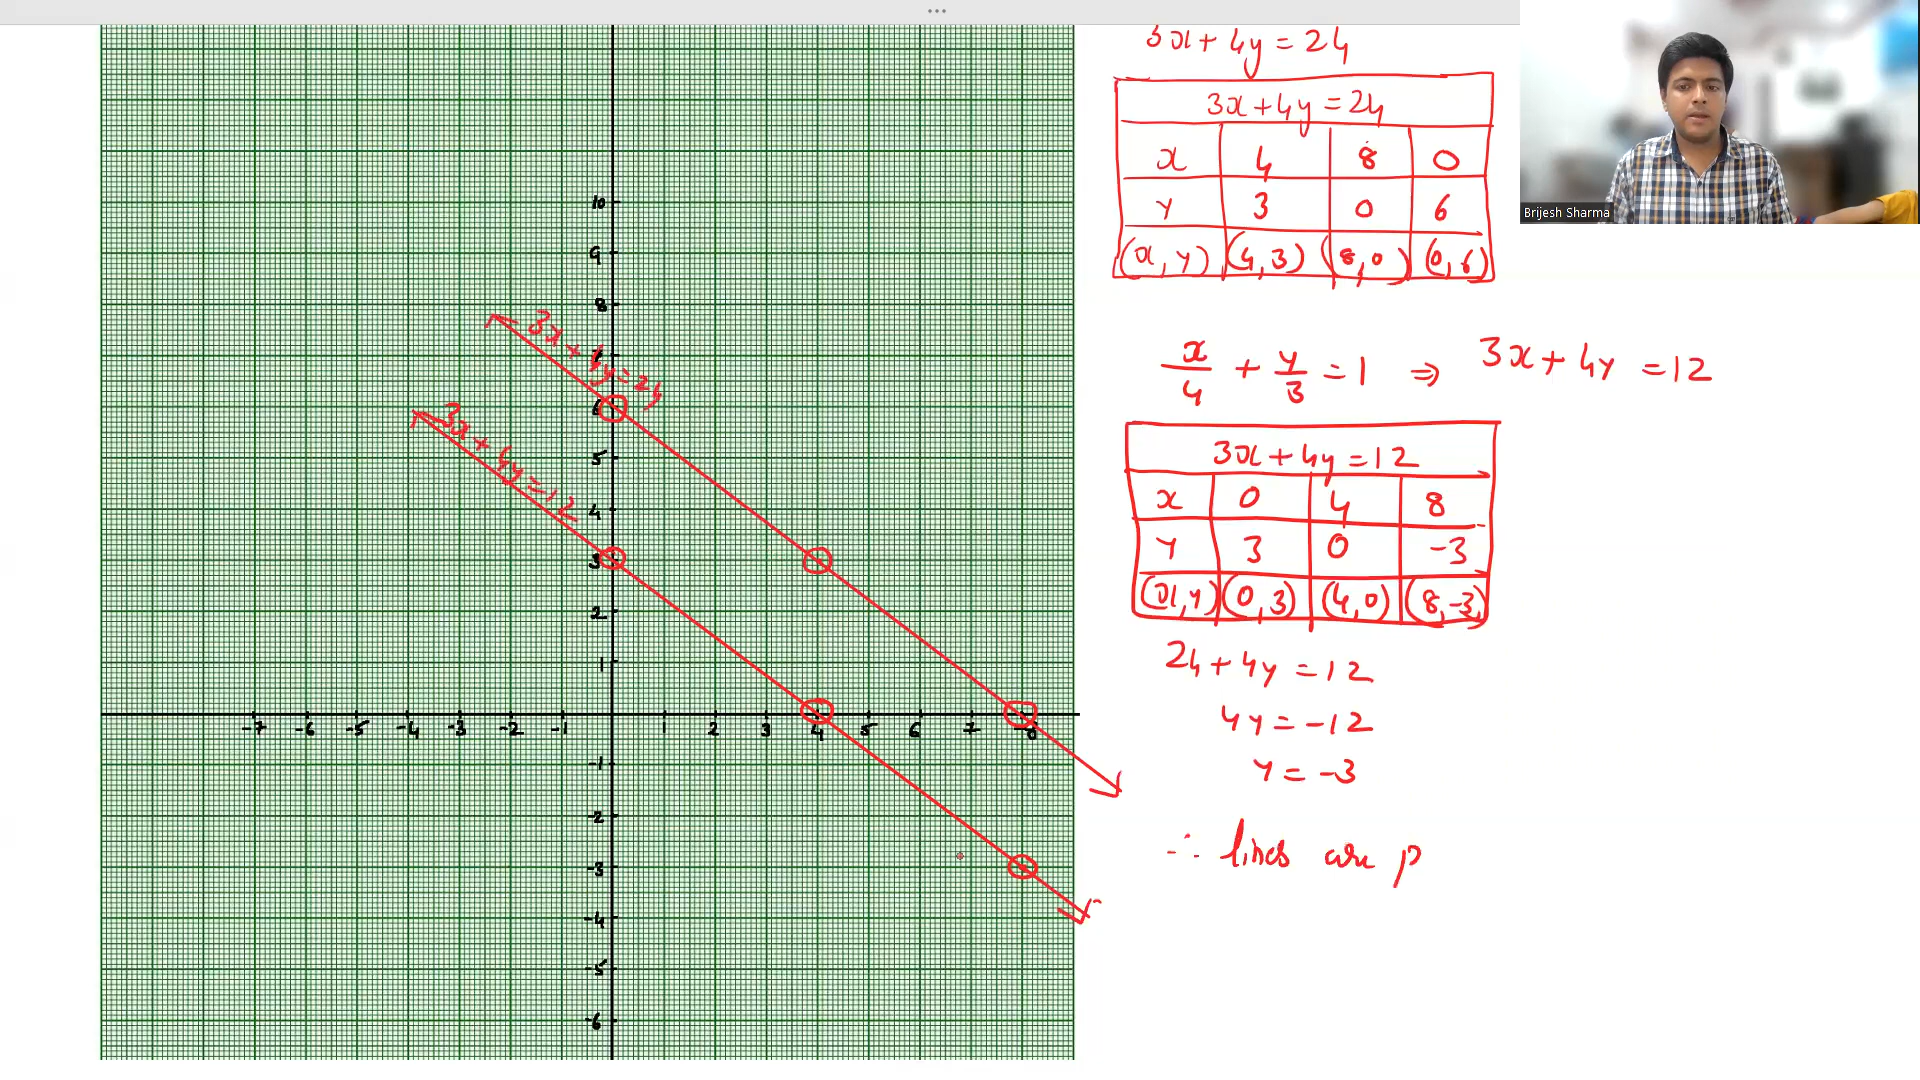 3x + 4y = 24
3x + 4y = 24
x 4 8 0
y 3 0 6
(x, y) (4, 3) (8, 0) (0, 6)
Brijesh Sharma
x/4 + y/3 = 1 ⇒ 3x + 4y = 12
3x + 4y = 12
x 0 4 8
y 3 0 -3
(x, y) (0, 3) (4, 0) (8, -3)
24 + 4y = 12
4y = -12
y = -3
∴ lines are p
3x + 4y = 24
3x + 4y = 12
10
9
8
7
6
5
4
3
2
1
-7 -6 -5 -4 -3 -2 -1 1 2 3 4 5 6 7 8
-1
-2
-3
-4
-5
-6